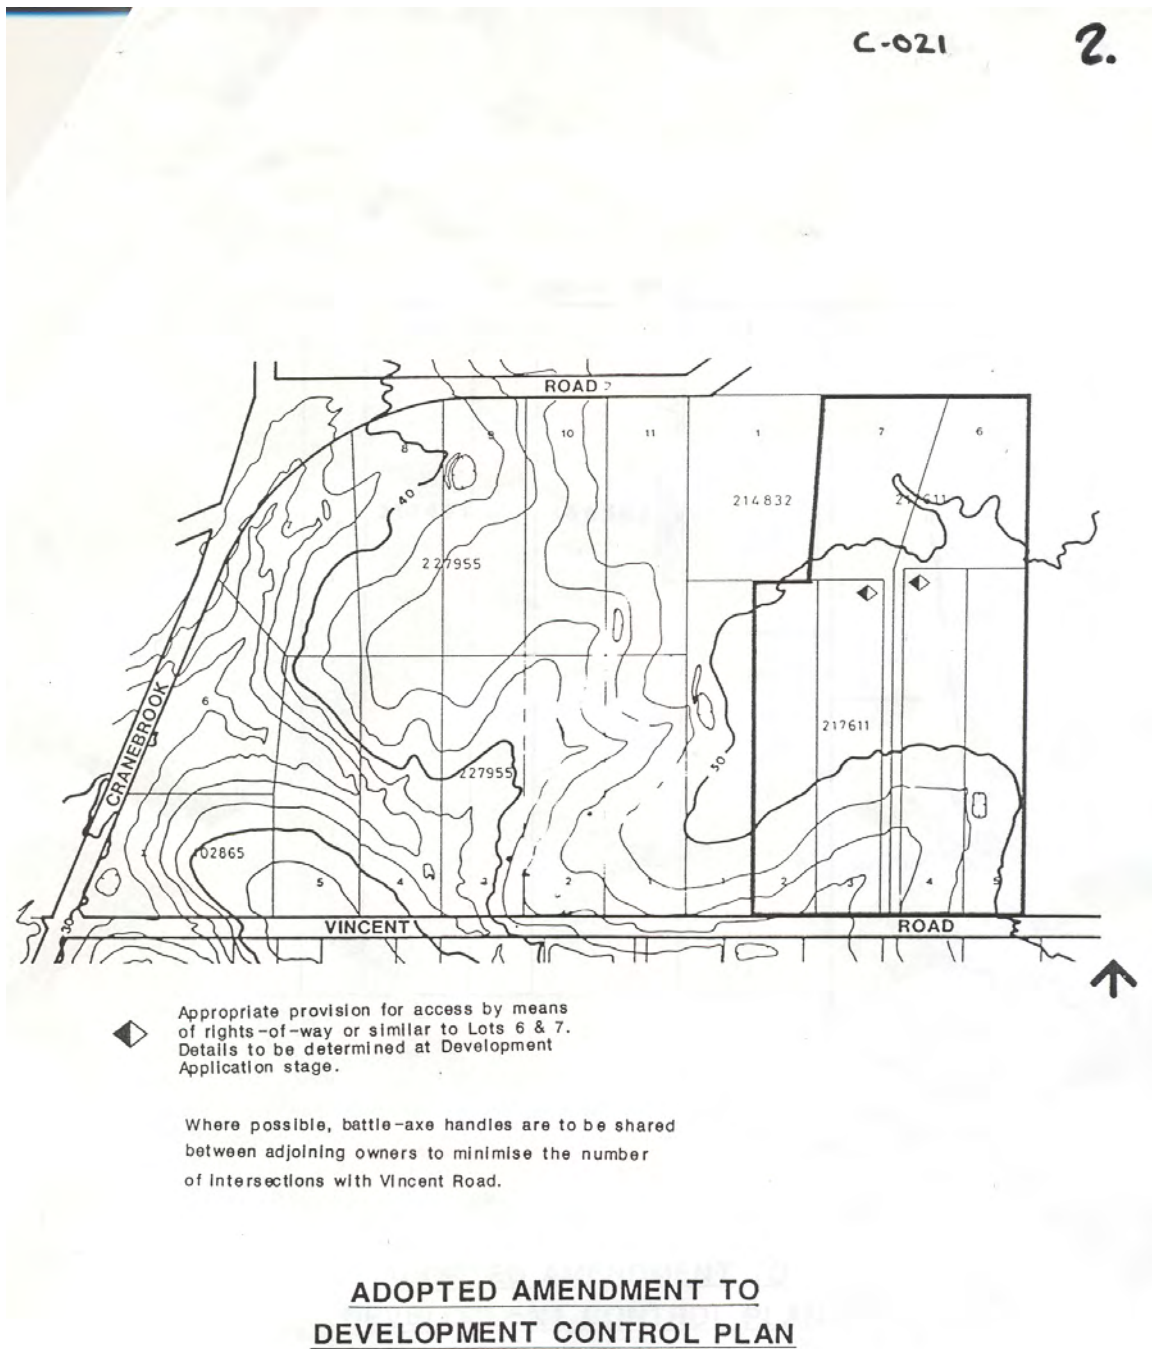 C-021
2.
ROAD
8
9
10
11
1
7
6
40
214832
217611
227955
6
CRANEBROOK
217611
227955
50
102865
5
4
3
2
1
1
2
3
4
5
VINCENT
ROAD
Appropriate provision for access by means
of rights-of-way or similar to Lots 6 & 7.
Details to be determined at Development
Application stage.
Where possible, battle-axe handles are to be shared
between adjoining owners to minimise the number
of intersections with Vincent Road.
ADOPTED AMENDMENT TO
DEVELOPMENT CONTROL PLAN